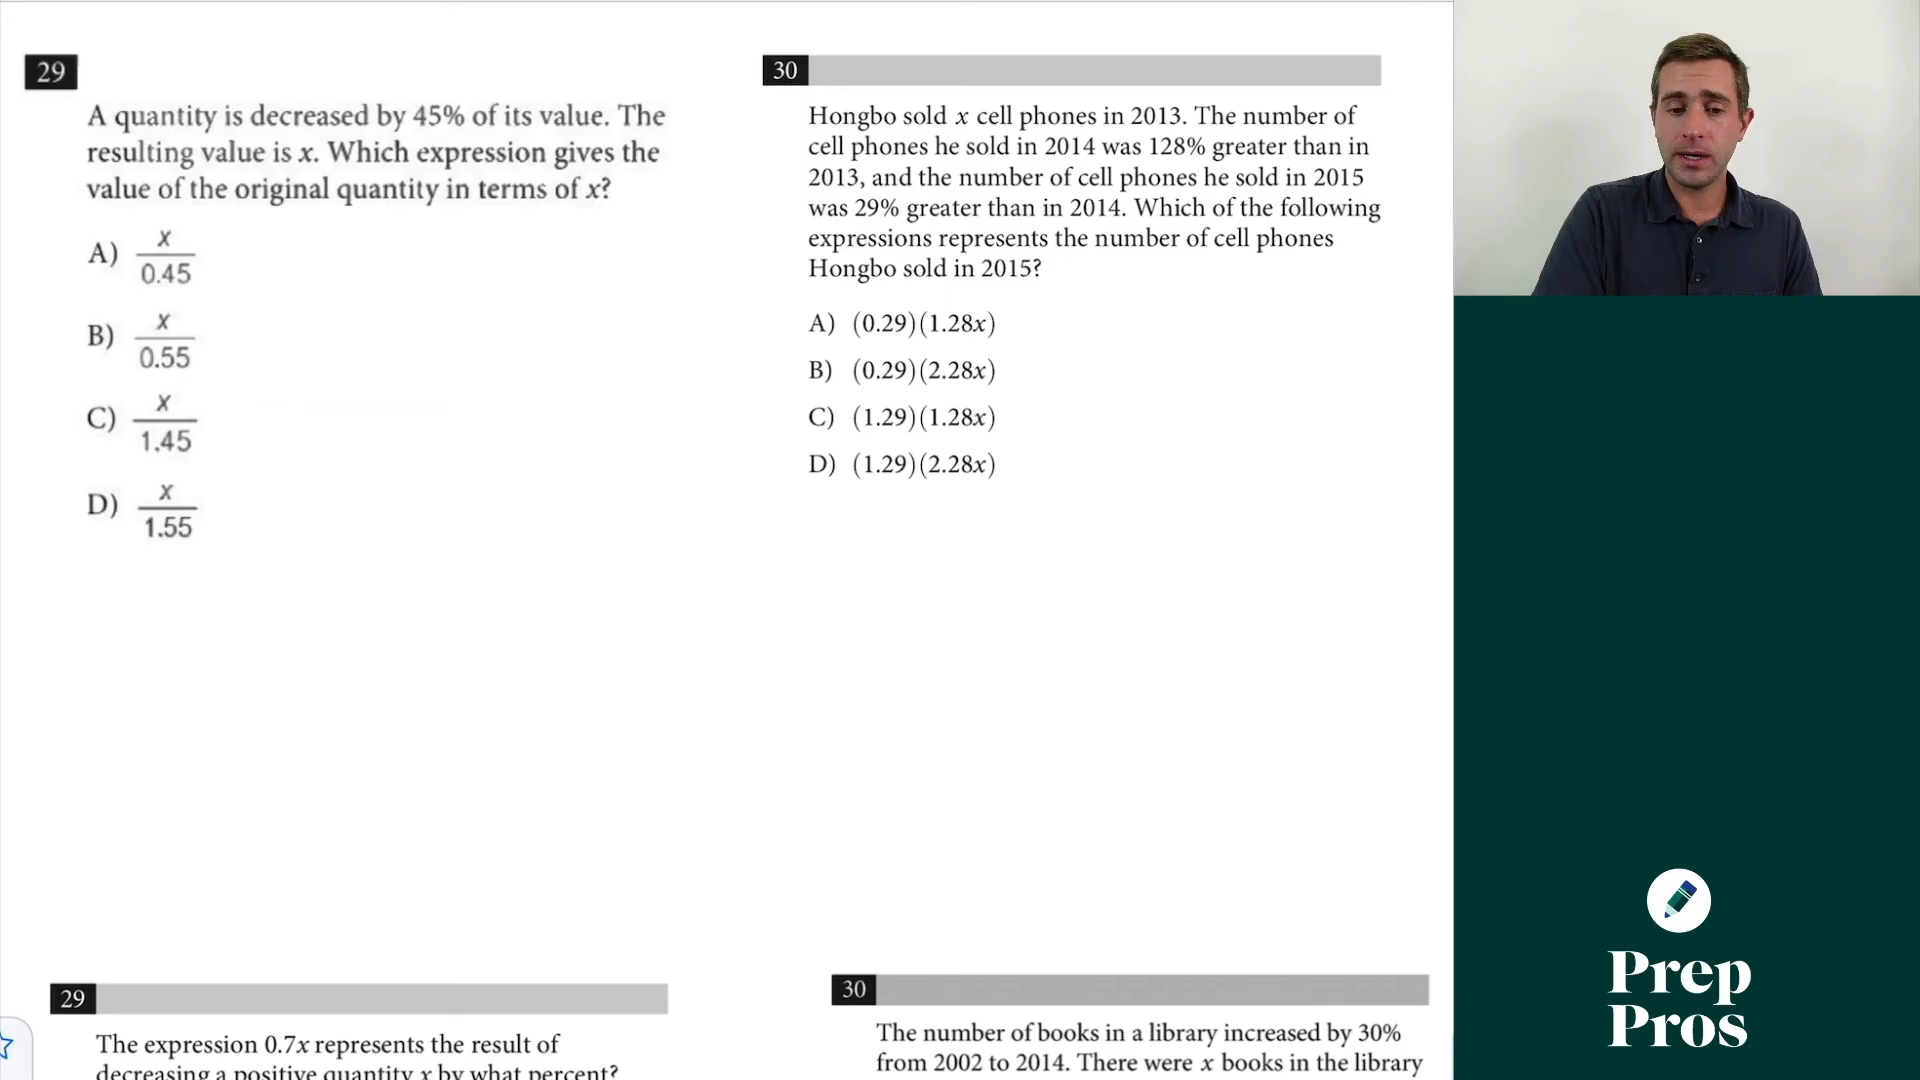 29
A quantity is decreased by 45% of its value. The
resulting value is x. Which expression gives the
value of the original quantity in terms of x?
A) x/0.45
B) x/0.55
C) x/1.45
D) x/1.55
30
Hongbo sold x cell phones in 2013. The number of
cell phones he sold in 2014 was 128% greater than in
2013, and the number of cell phones he sold in 2015
was 29% greater than in 2014. Which of the following
expressions represents the number of cell phones
Hongbo sold in 2015?
A) (0.29)(1.28x)
B) (0.29)(2.28x)
C) (1.29)(1.28x)
D) (1.29)(2.28x)
29
The expression 0.7x represents the result of
decreasing a positive quantity x by what percent?
30
The number of books in a library increased by 30%
from 2002 to 2014. There were x books in the library
Prep
Pros